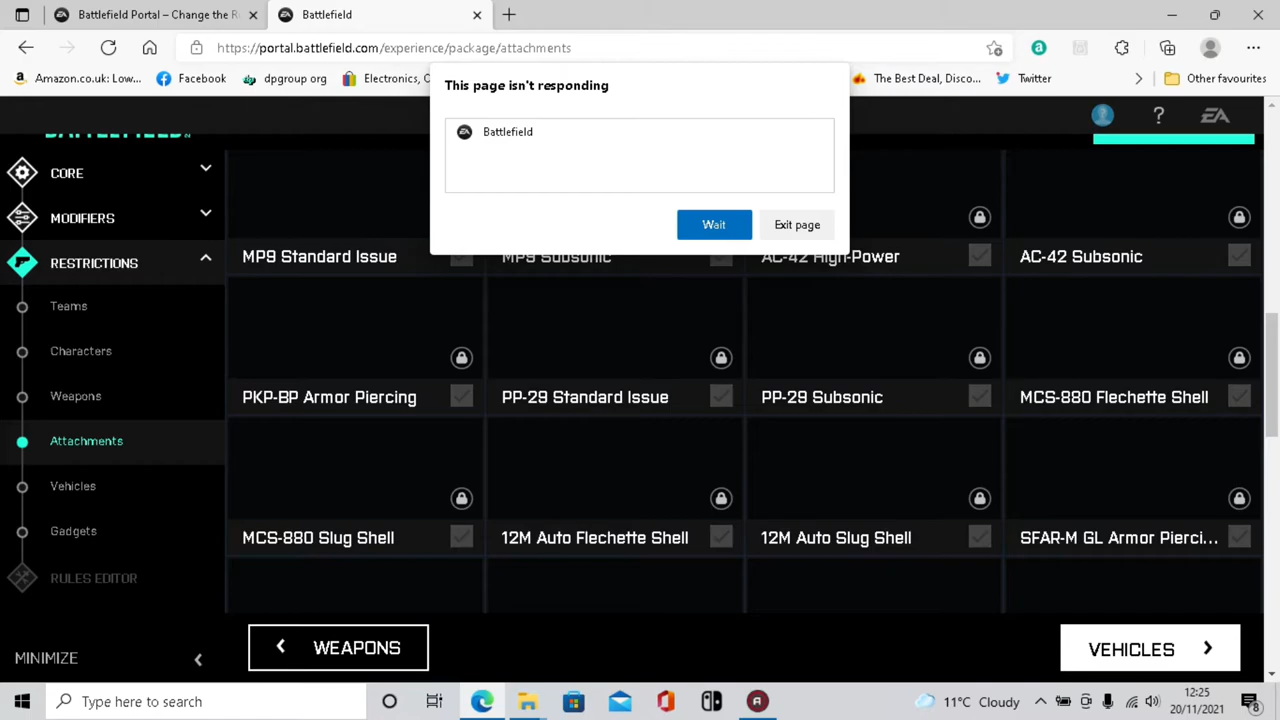 Battlefield Portal – Change the R
Battlefield
https://portal.battlefield.com/experience/package/attachments
Amazon.co.uk: Low...
Facebook
dpgroup org
Electronics, C
The Best Deal, Disco...
Twitter
Other favourites
This page isn't responding
Battlefield
Wait
Exit page
EA
CORE
MODIFIERS
RESTRICTIONS
Teams
Characters
Weapons
Attachments
Vehicles
Gadgets
RULES EDITOR
MINIMIZE
MP9 Standard Issue
MP9 Subsonic
AC-42 High-Power
AC-42 Subsonic
PKP-BP Armor Piercing
PP-29 Standard Issue
PP-29 Subsonic
MCS-880 Flechette Shell
MCS-880 Slug Shell
12M Auto Flechette Shell
12M Auto Slug Shell
SFAR-M GL Armor Pierci...
WEAPONS
VEHICLES
Type here to search
11°C Cloudy
12:25
20/11/2021
8